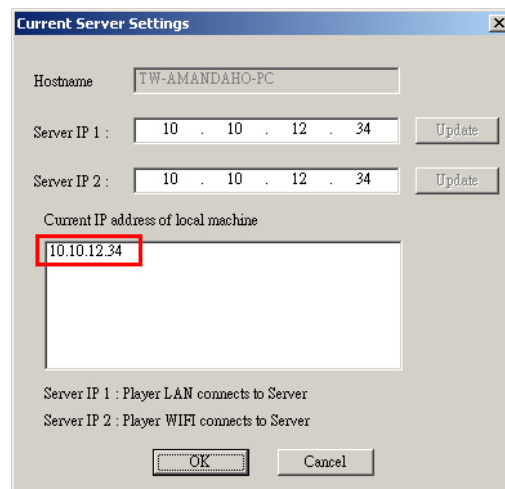 Current Server Settings
Hostname TW-AMANDAHO-PC
Server IP 1 : 10 . 10 . 12 . 34 Update
Server IP 2 : 10 . 10 . 12 . 34 Update
Current IP address of local machine
10.10.12.34
Server IP 1 : Player LAN connects to Server
Server IP 2 : Player WIFI connects to Server
OK Cancel